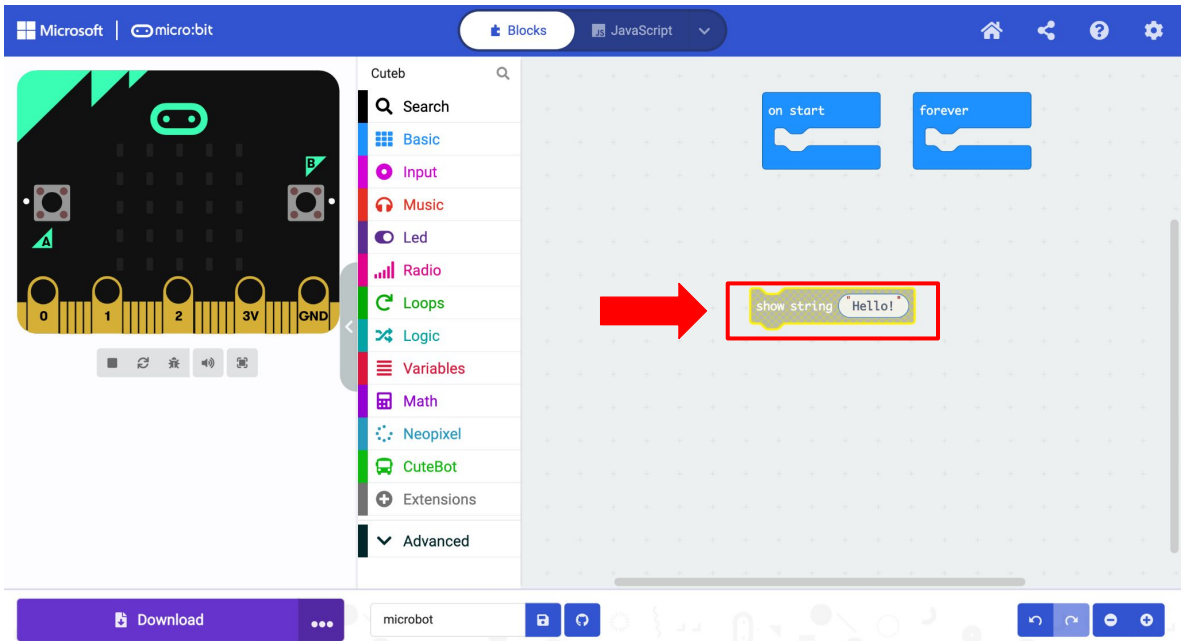 Microsoft | micro:bit
Blocks
JS JavaScript
B
A
0 1 2 3V GND
Cuteb
Search
Basic
Input
Music
Led
Radio
Loops
Logic
Variables
Math
Neopixel
CuteBot
Extensions
Advanced
on start
forever
show string "Hello!"
Download
microbot